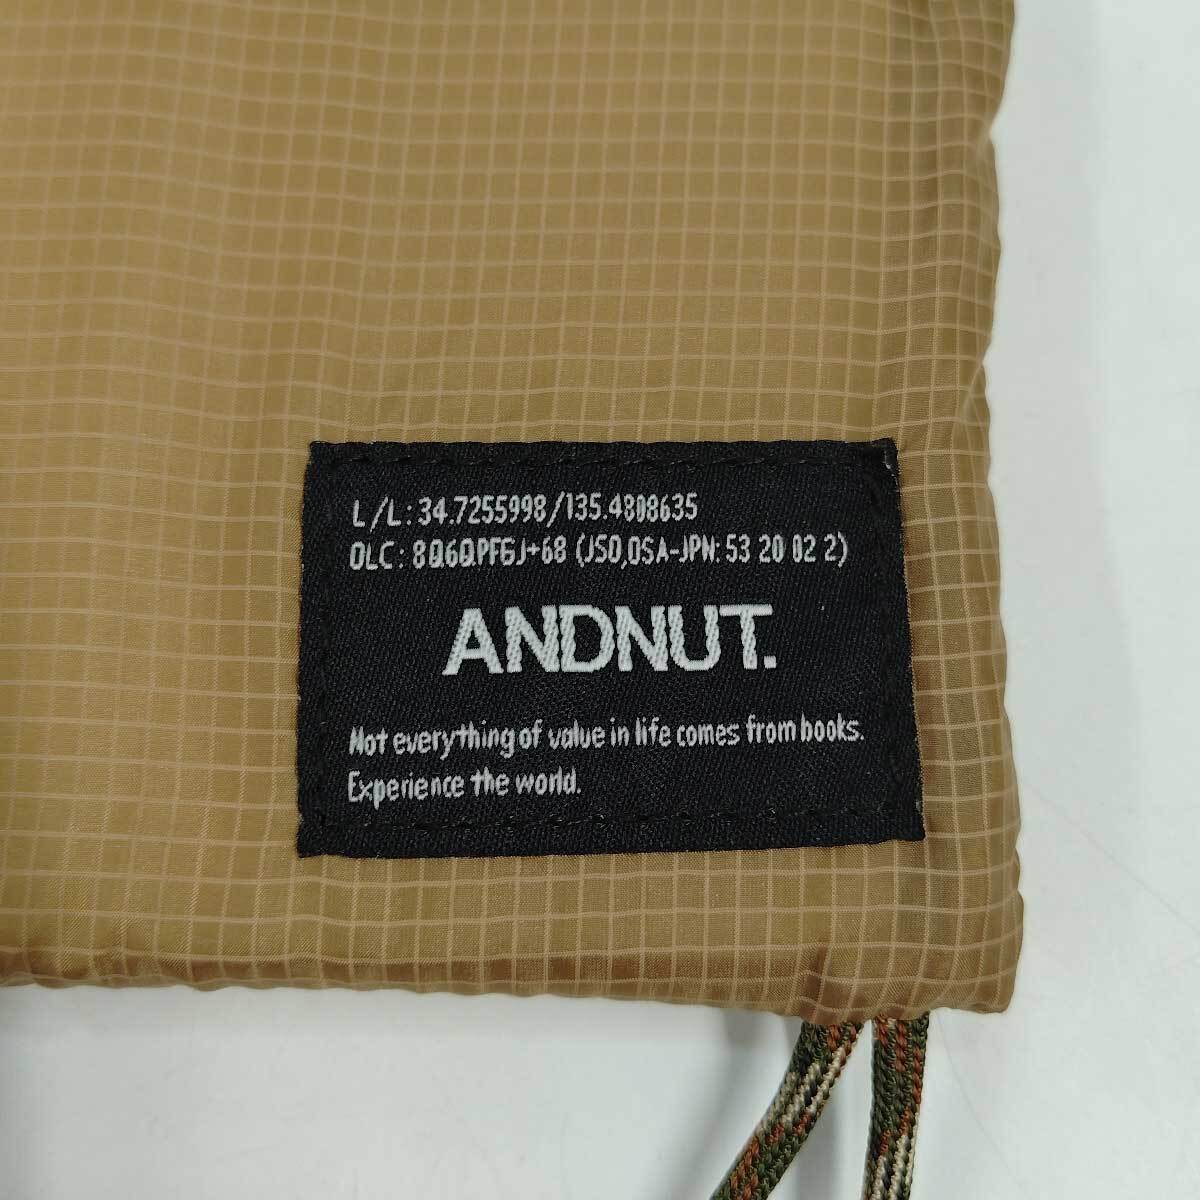 L/L: 34.7255998/135.4808635
OLC: 8Q6QPFGJ+68 (JSO,OSA-JPN: 53 20 02 2)
ANDNUT.
Not everything of value in life comes from books.
Experience the world.